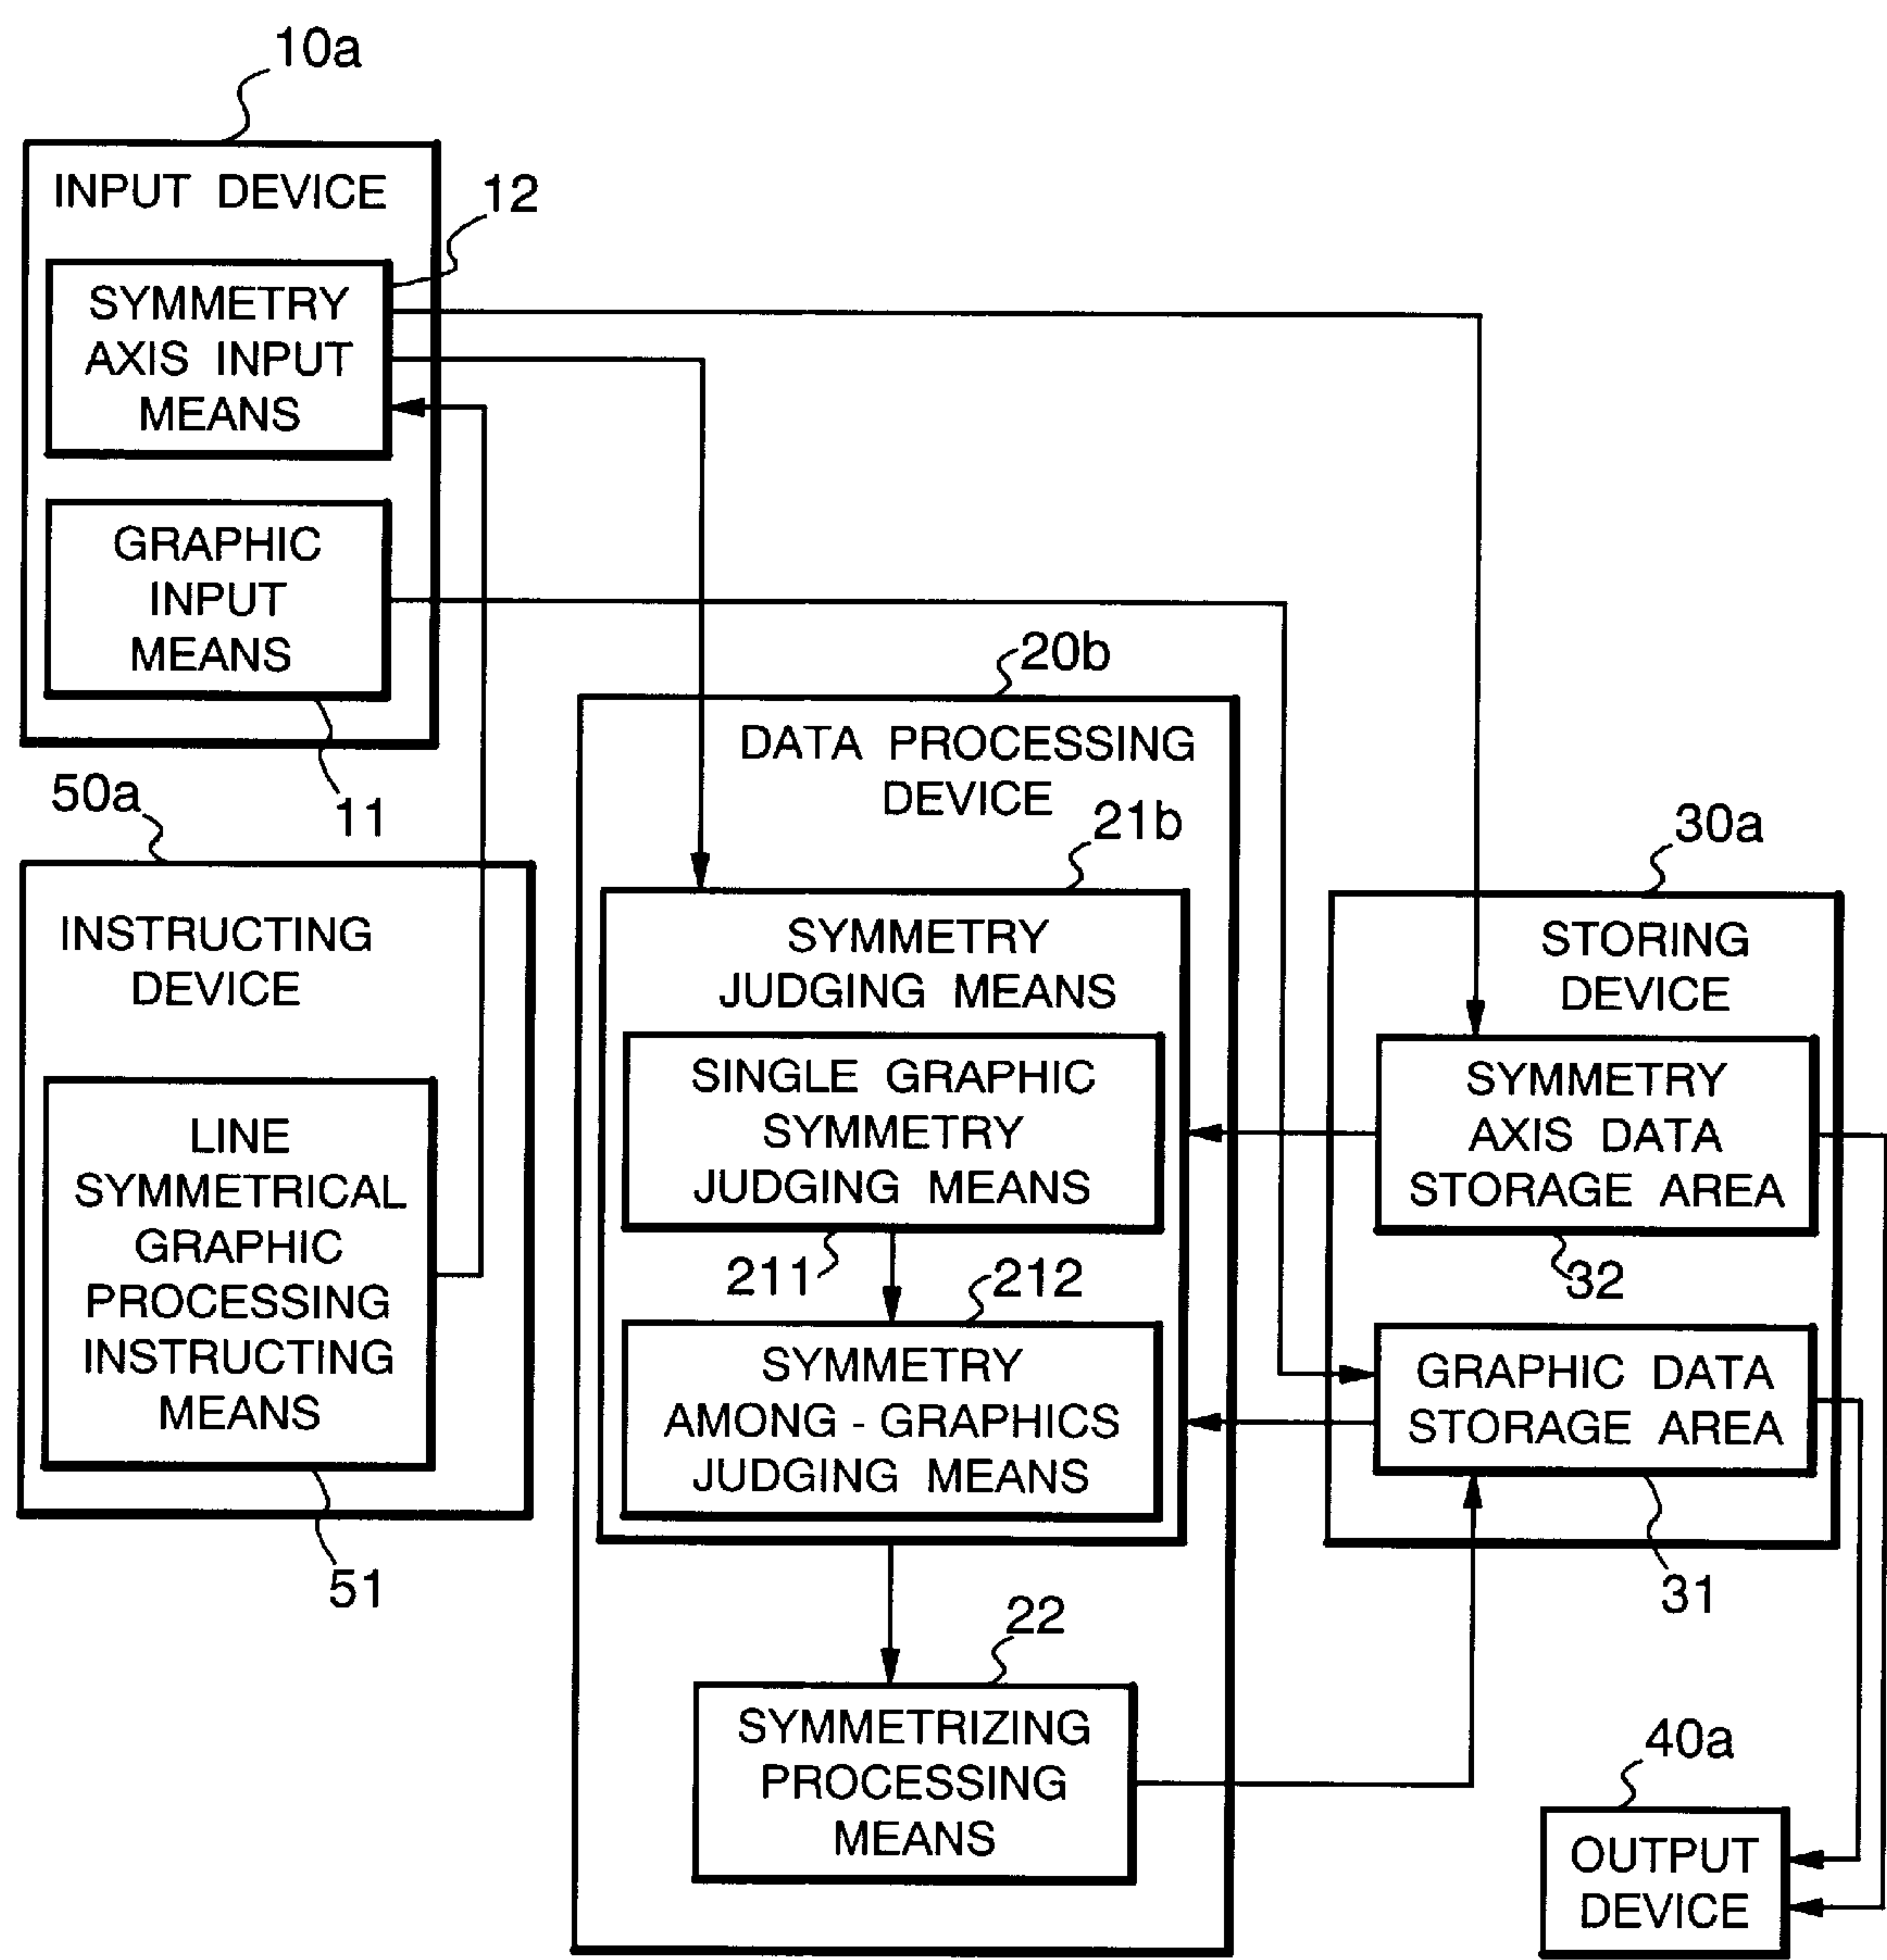 10a
INPUT DEVICE
12
SYMMETRY
AXIS INPUT
MEANS
GRAPHIC
INPUT
MEANS
11
50a
INSTRUCTING
DEVICE
LINE
SYMMETRICAL
GRAPHIC
PROCESSING
INSTRUCTING
MEANS
51
20b
DATA PROCESSING
DEVICE
21b
SYMMETRY
JUDGING MEANS
SINGLE GRAPHIC
SYMMETRY
JUDGING MEANS
211
212
SYMMETRY
AMONG - GRAPHICS
JUDGING MEANS
22
SYMMETRIZING
PROCESSING
MEANS
30a
STORING
DEVICE
SYMMETRY
AXIS DATA
STORAGE AREA
32
GRAPHIC DATA
STORAGE AREA
31
40a
OUTPUT
DEVICE